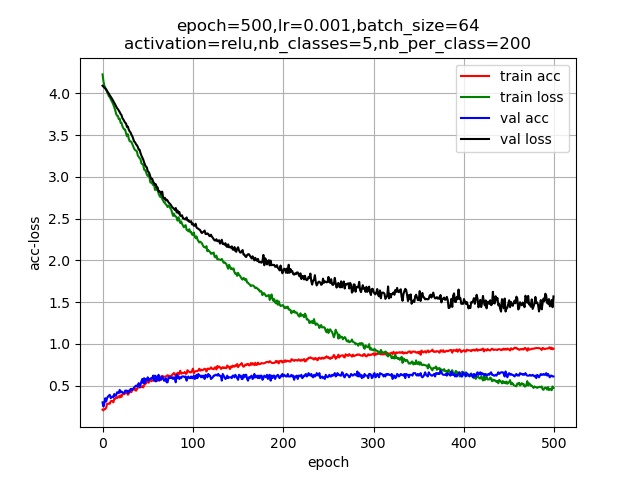 epoch=500,lr=0.001,batch_size=64
activation=relu,nb_classes=5,nb_per_class=200
train acc
train loss
val acc
val loss
4.0
3.5
3.0
2.5
2.0
1.5
1.0
0.5
acc-loss
0
100
200
300
400
500
epoch